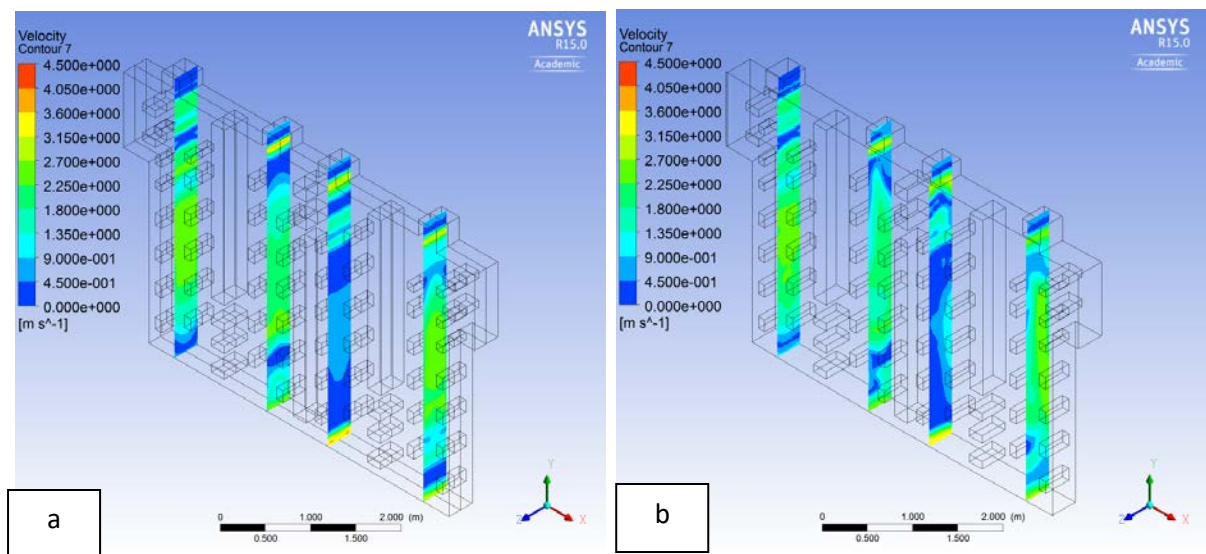 Velocity
Contour 7
4.500e+000
4.050e+000
3.600e+000
3.150e+000
2.700e+000
2.250e+000
1.800e+000
1.350e+000
9.000e-001
4.500e-001
0.000e+000
[m s^-1]
ANSYS
R15.0
Academic
0 1.000 2.000 (m)
0.500 1.500
Y
Z X
a
Velocity
Contour 7
4.500e+000
4.050e+000
3.600e+000
3.150e+000
2.700e+000
2.250e+000
1.800e+000
1.350e+000
9.000e-001
4.500e-001
0.000e+000
[m s^-1]
ANSYS
R15.0
Academic
0 1.000 2.000 (m)
0.500 1.500
Y
Z X
b